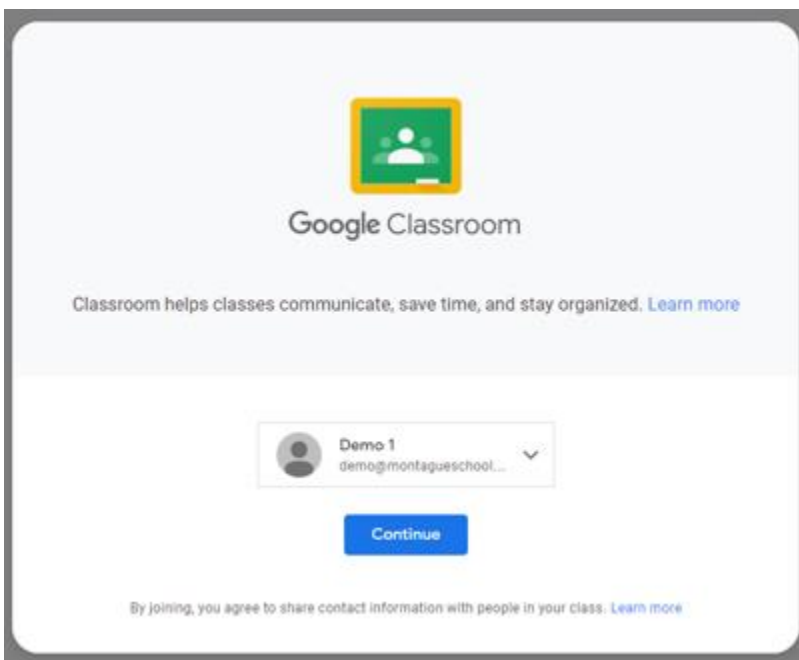 Google Classroom
Classroom helps classes communicate, save time, and stay organized. Learn more
Demo 1
demo@montagueschool...
Continue
By joining, you agree to share contact information with people in your class. Learn more